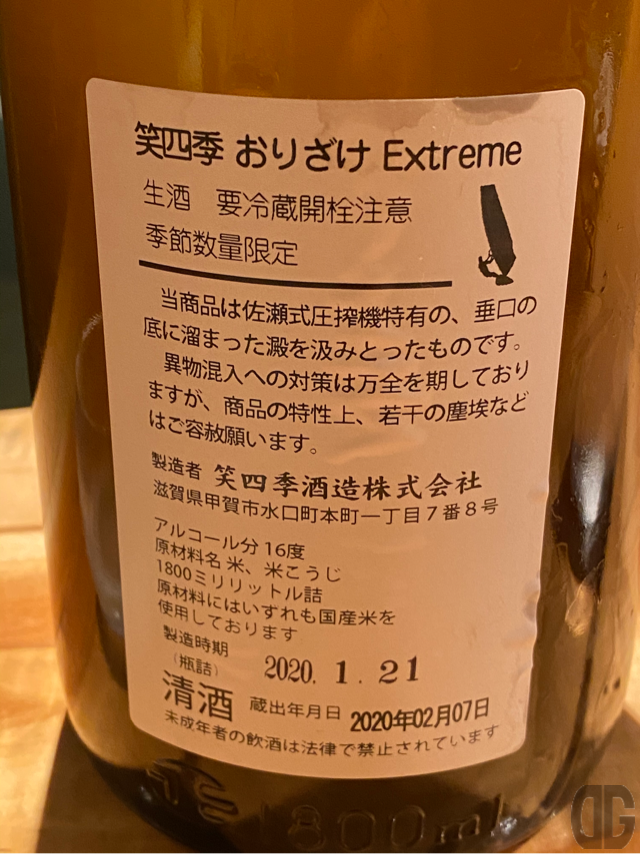 笑四季 おりざけ Extreme
生酒 要冷蔵開栓注意
季節数量限定
当商品は佐瀬式圧搾機特有の、垂口の
底に溜まった澱を汲みとったものです。
異物混入への対策は万全を期しており
ますが、商品の特性上、若干の塵埃など
はご容赦願います。
製造者 笑四季酒造株式会社
滋賀県甲賀市水口町本町一丁目7番8号
アルコール分 16度
原材料名 米、米こうじ
1800ミリリットル詰
原材料にはいずれも国産米を
使用しております
製造時期
(瓶詰) 2020. 1. 21
清酒 蔵出年月日 2020年02月07日
未成年者の飲酒は法律で禁止されています
1800ml
DG